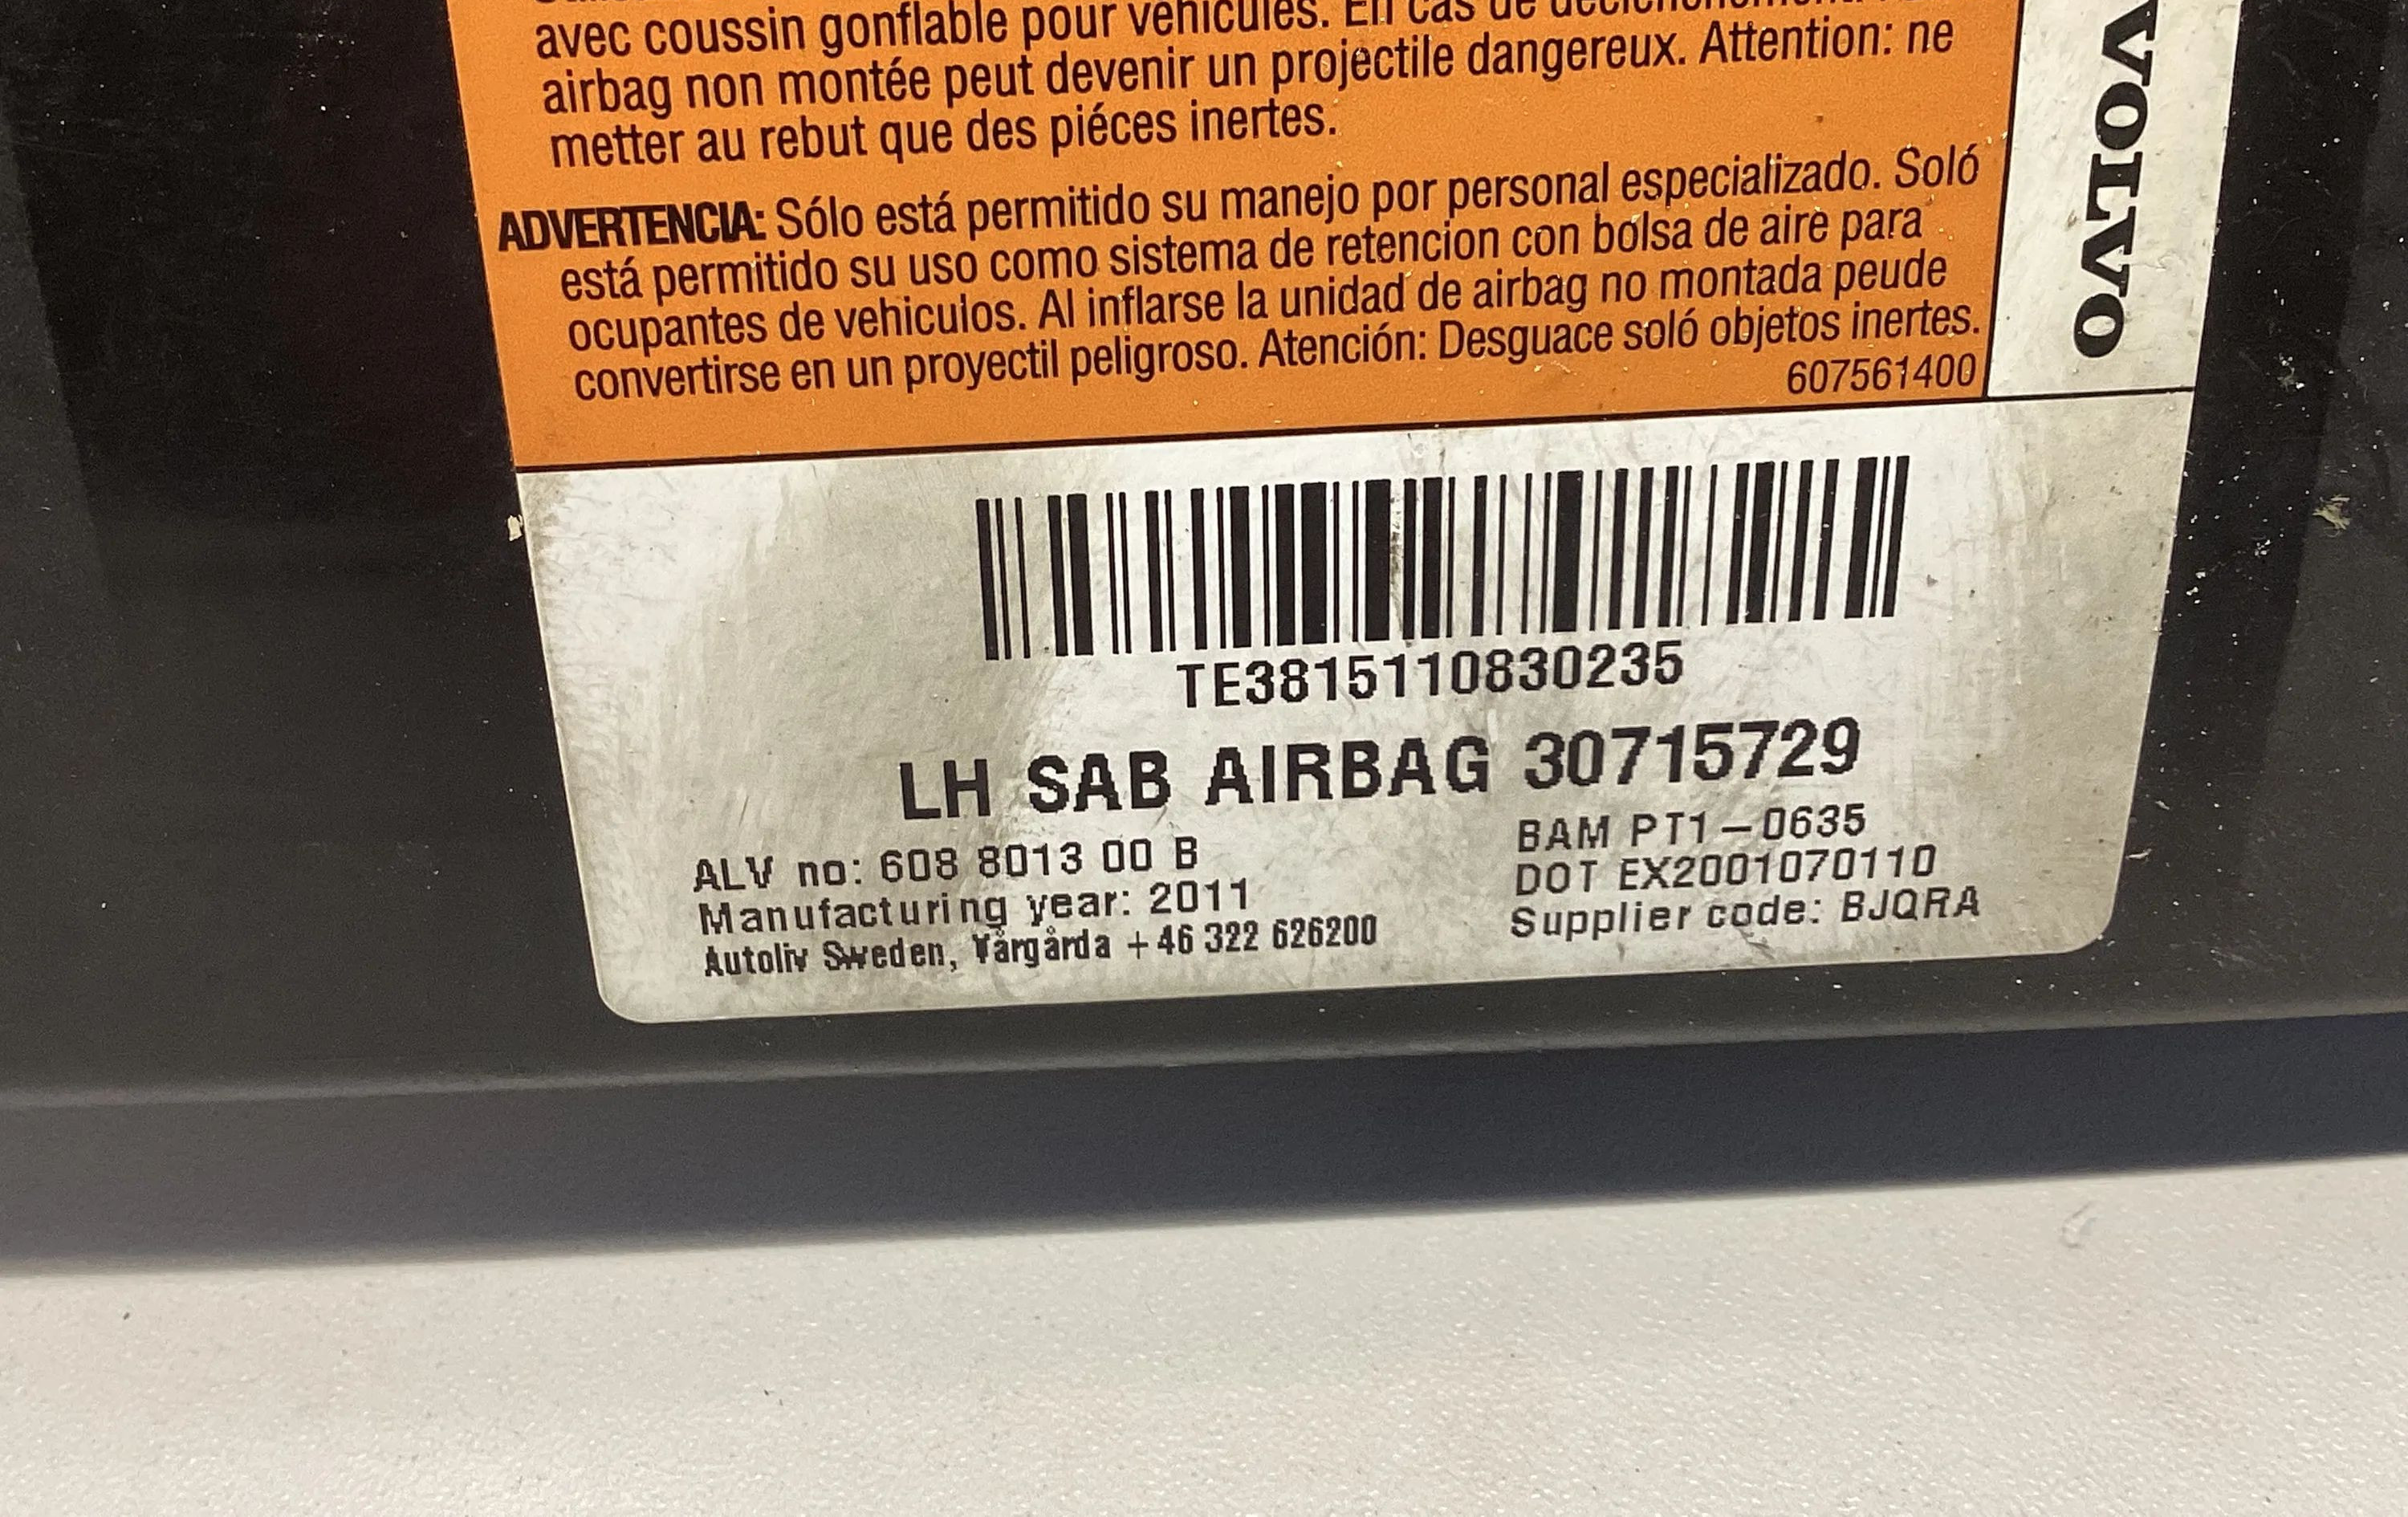 avec coussin gonflable pour véhicules. En cas de
airbag non montée peut devenir un projectile dangereux. Attention: ne
metter au rebut que des piéces inertes.
ADVERTENCIA: Sólo está permitido su manejo por personal especializado. Soló
está permitido su uso como sistema de retencion con bolsa de aire para
ocupantes de vehiculos. Al inflarse la unidad de airbag no montada peude
convertirse en un proyectil peligroso. Atención: Desguace soló objetos inertes.
607561400
VOLVO
TE3815110830235
LH SAB AIRBAG 30715729
ALV no: 608 8013 00 B
Manufacturing year: 2011
Autoliv Sweden, Vårgårda +46 322 626200
BAM PT1-0635
DOT EX2001070110
Supplier code: BJQRA